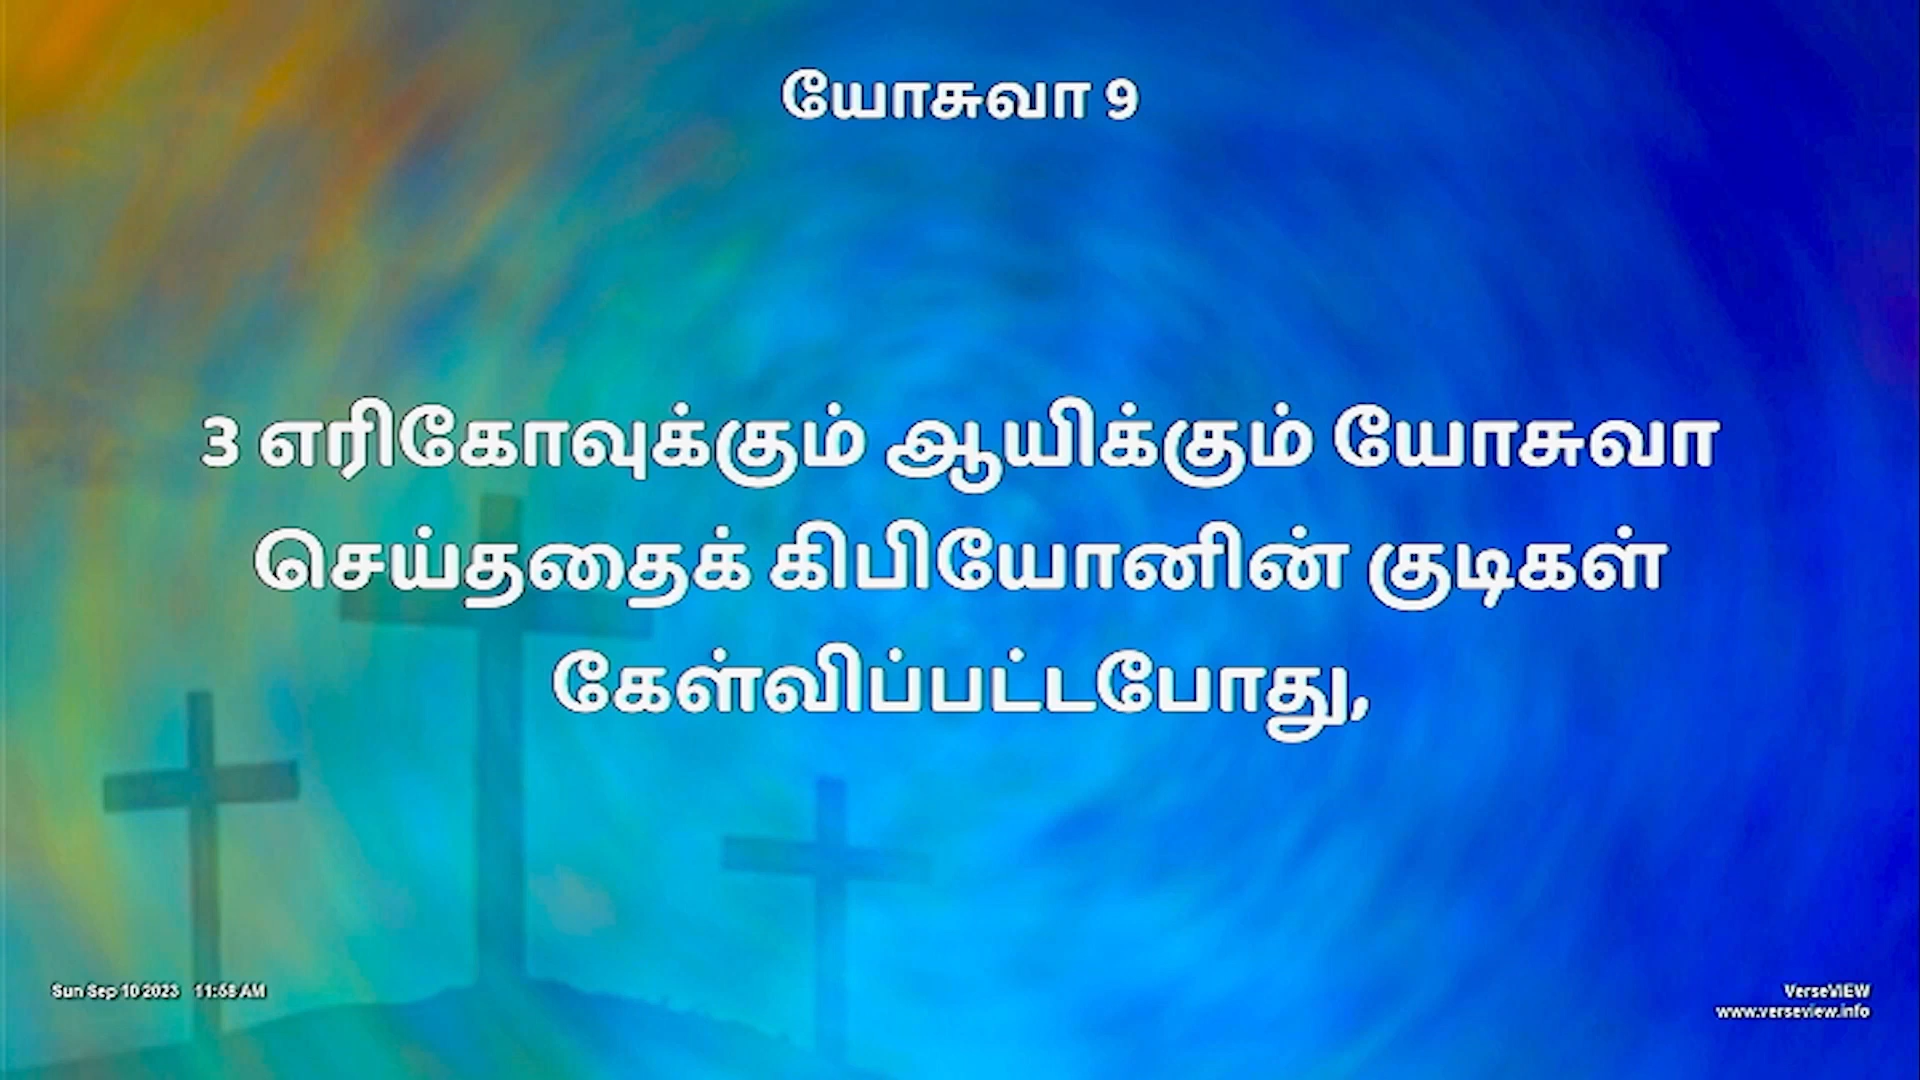 யோசுவா 9
3 எரிகோவுக்கும் ஆயிக்கும் யோசுவா
செய்ததைக் கிபியோனின் குடிகள்
கேள்விப்பட்டபோது,
Sun Sep 10 2023 11:58 AM
VerseVIEW
www.verseview.info